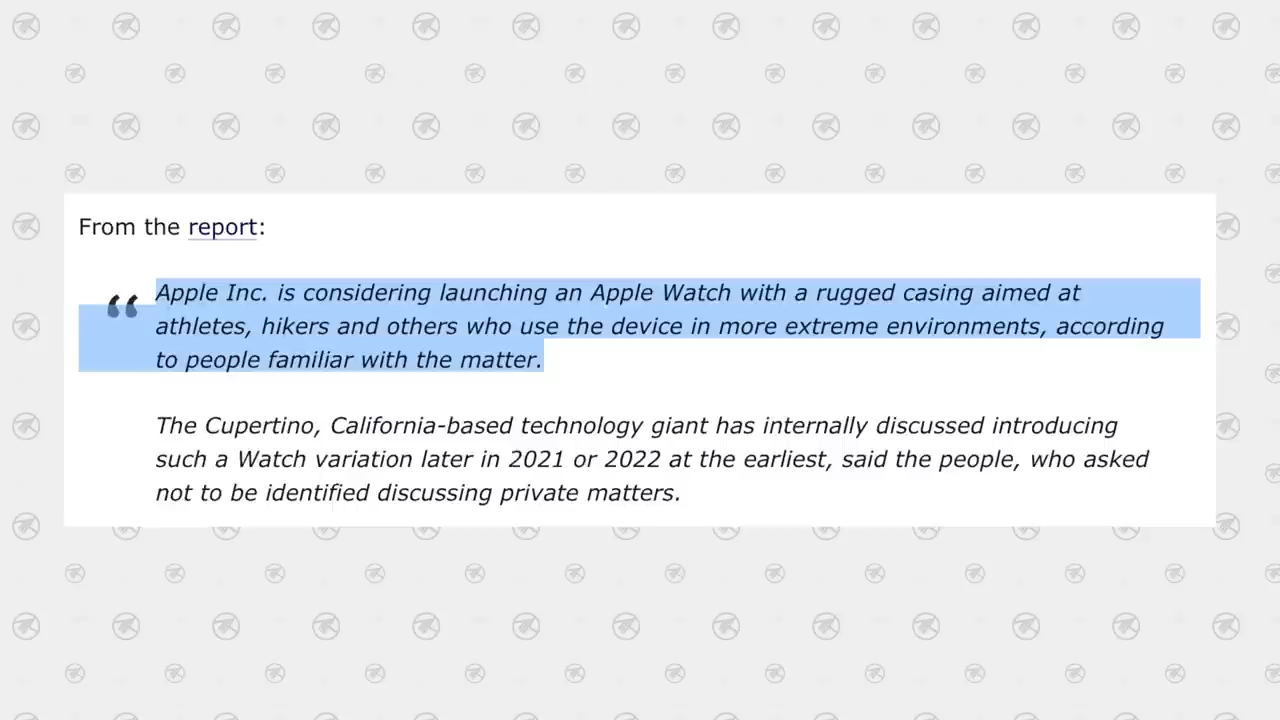 From the report:
“
Apple Inc. is considering launching an Apple Watch with a rugged casing aimed at
athletes, hikers and others who use the device in more extreme environments, according
to people familiar with the matter.
The Cupertino, California-based technology giant has internally discussed introducing
such a Watch variation later in 2021 or 2022 at the earliest, said the people, who asked
not to be identified discussing private matters.